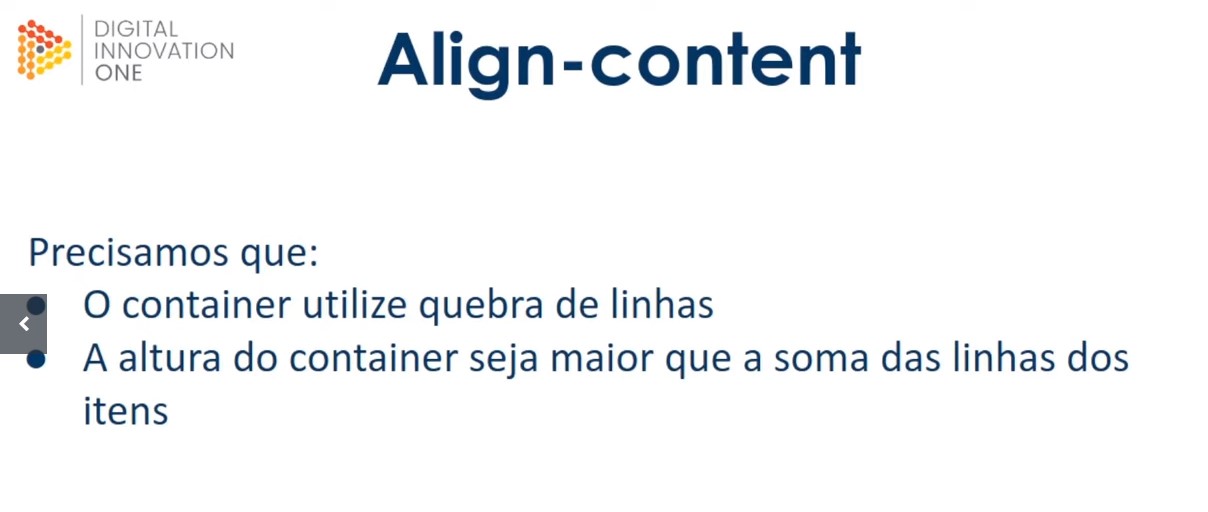 DIGITAL
INNOVATION
ONE
Align-content
Precisamos que:
O container utilize quebra de linhas
A altura do container seja maior que a soma das linhas dos
itens